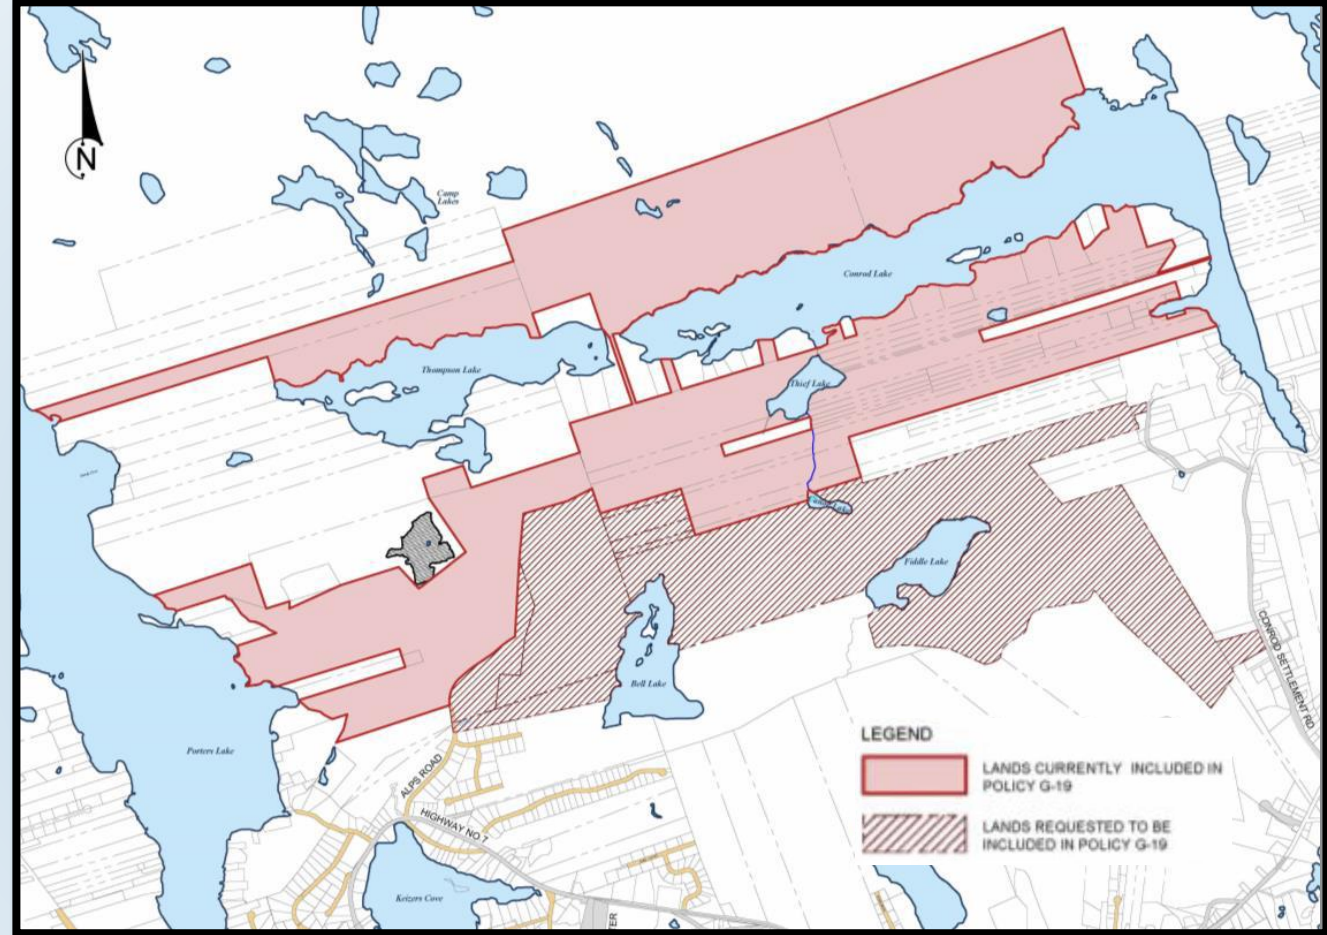 N
Camp
Lakes
Conrod Lake
Thompson Lake
Thief Lake
Fiddle Lake
Bell Lake
Porters Lake
CONROD SETTLEMENT RD
ALPS ROAD
HIGHWAY NO 7
Keizers Cove
LEGEND
LANDS CURRENTLY INCLUDED IN
POLICY G-19
LANDS REQUESTED TO BE
INCLUDED IN POLICY G-19